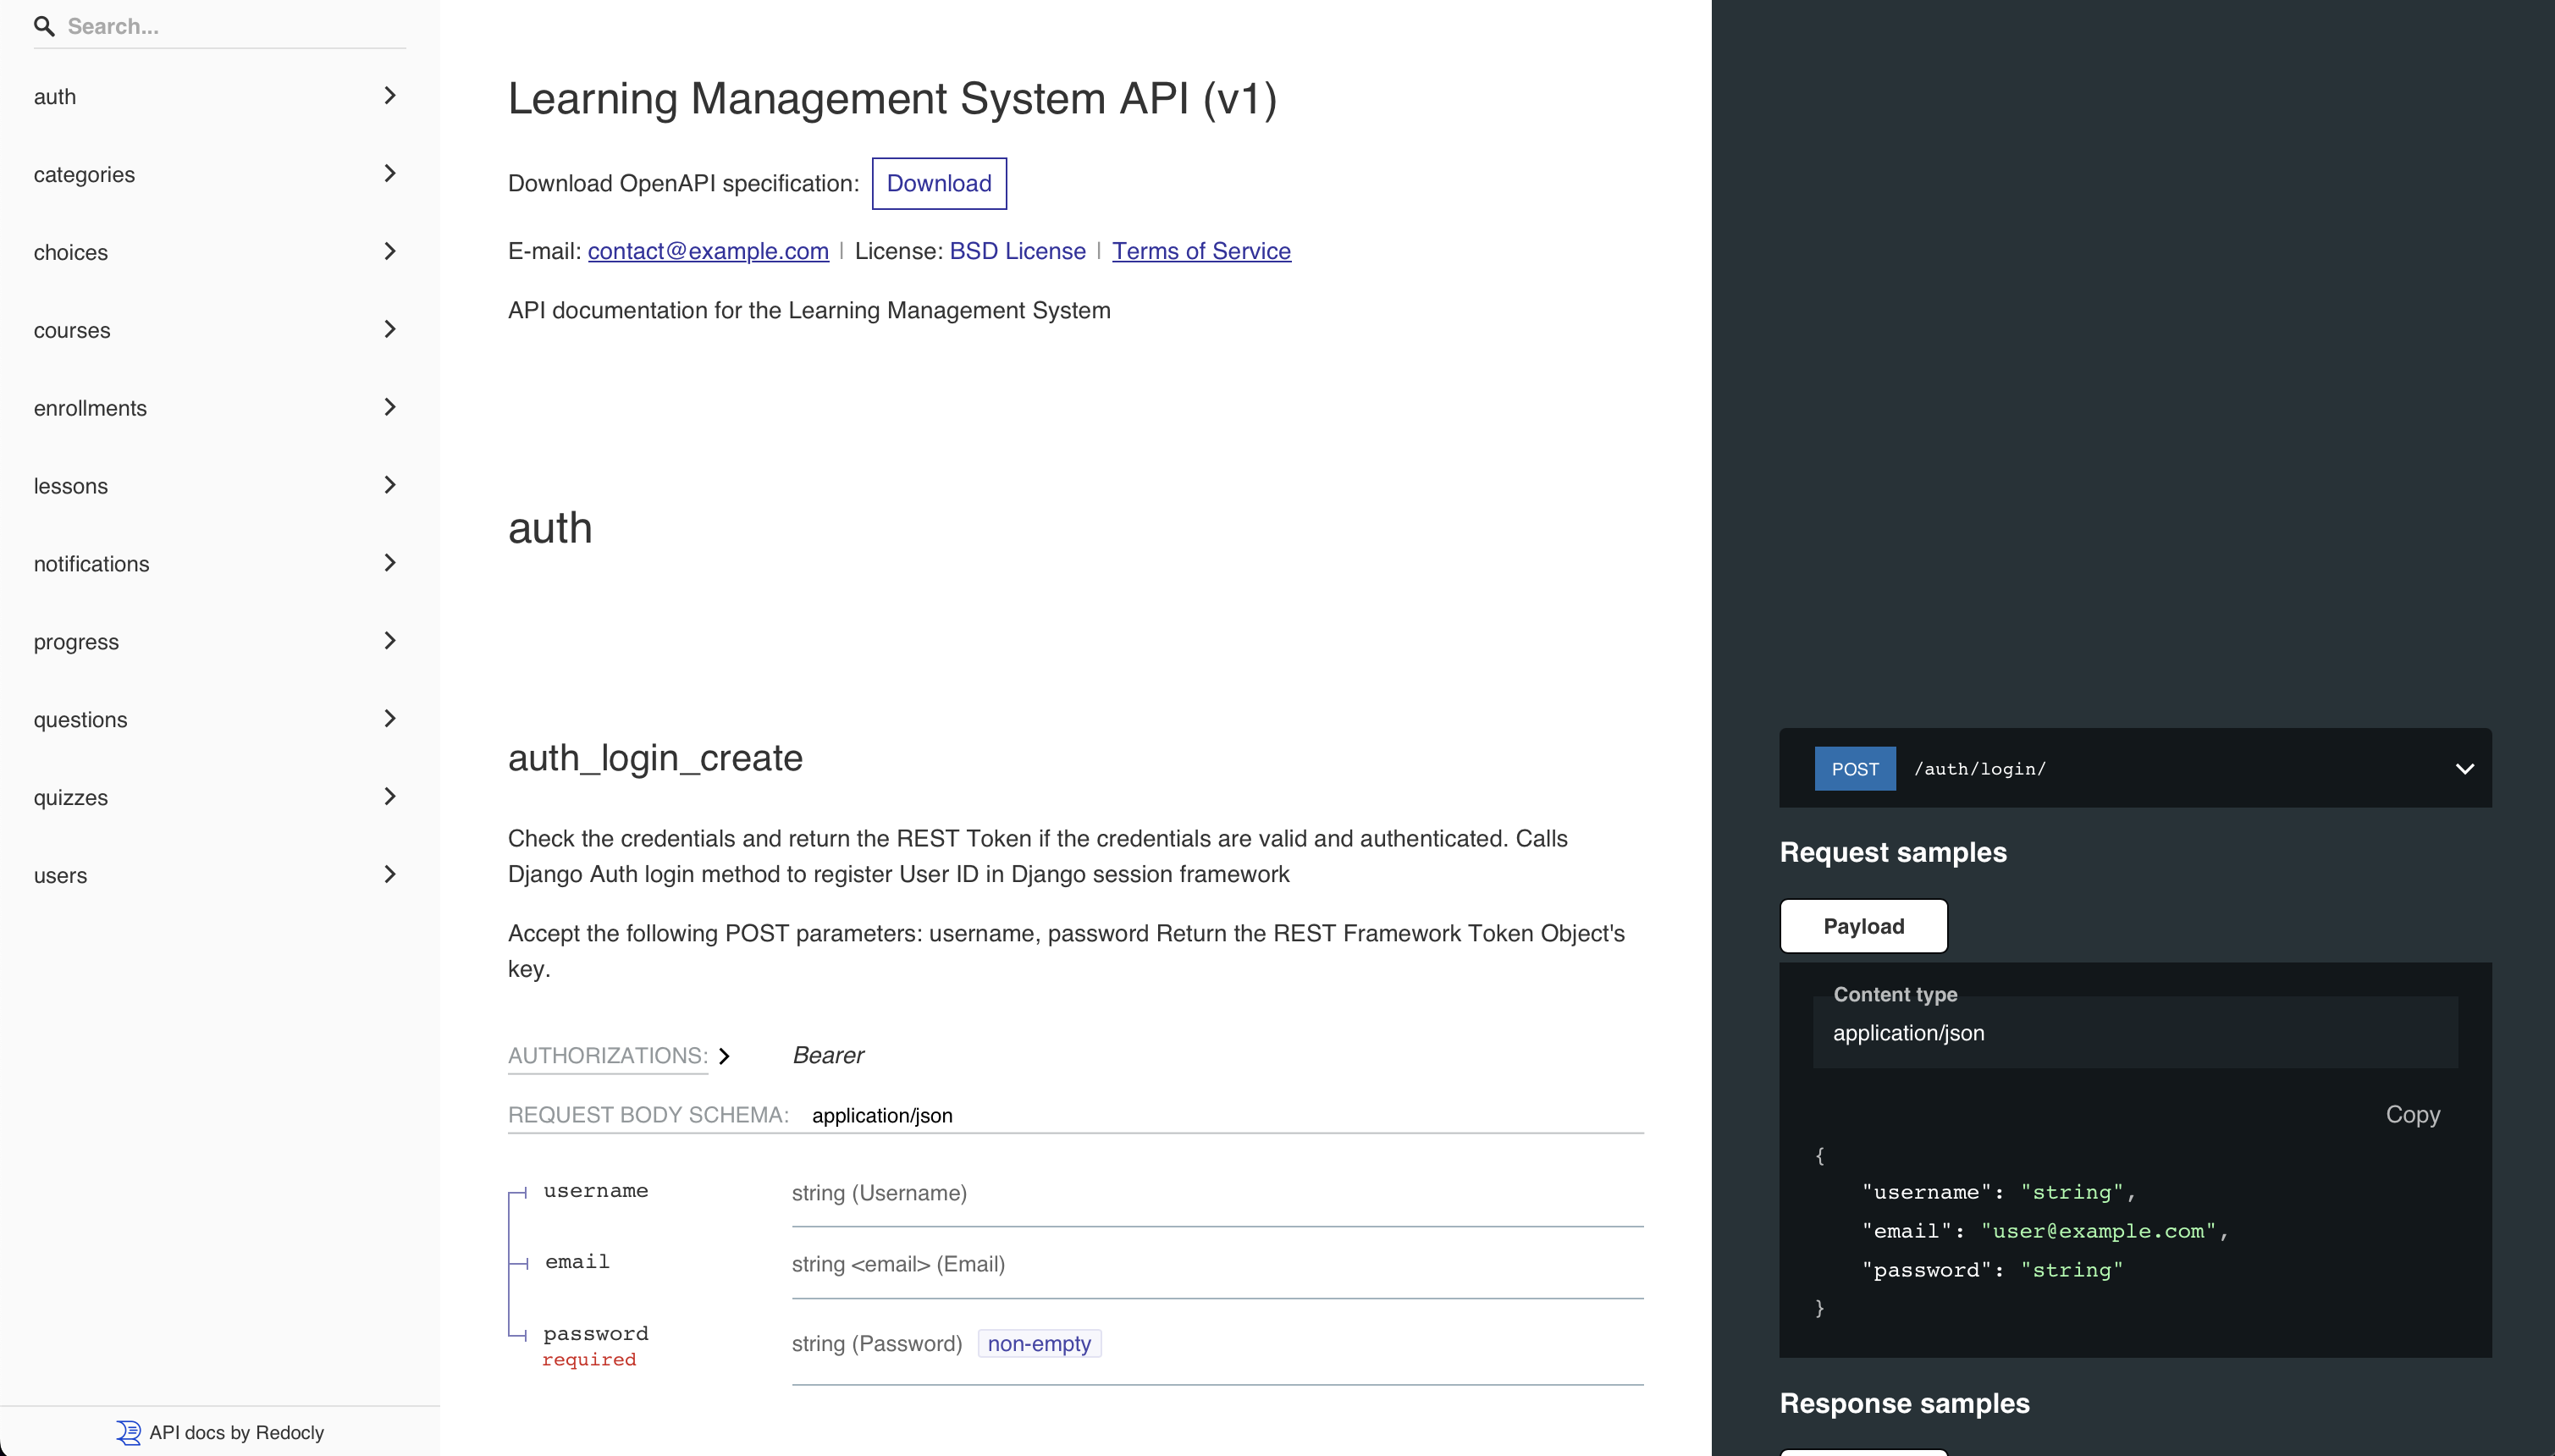 Search...
auth
categories
choices
courses
enrollments
lessons
notifications
progress
questions
quizzes
users
API docs by Redocly
Learning Management System API (v1)
Download OpenAPI specification: Download
E-mail: contact@example.com | License: BSD License | Terms of Service
API documentation for the Learning Management System
auth
auth_login_create
Check the credentials and return the REST Token if the credentials are valid and authenticated. Calls
Django Auth login method to register User ID in Django session framework
Accept the following POST parameters: username, password Return the REST Framework Token Object's
key.
AUTHORIZATIONS: Bearer
REQUEST BODY SCHEMA: application/json
username string (Username)
email string <email> (Email)
password string (Password) non-empty
required
POST /auth/login/
Request samples
Payload
Content type
application/json
Copy
{
"username": "string",
"email": "user@example.com",
"password": "string"
}
Response samples